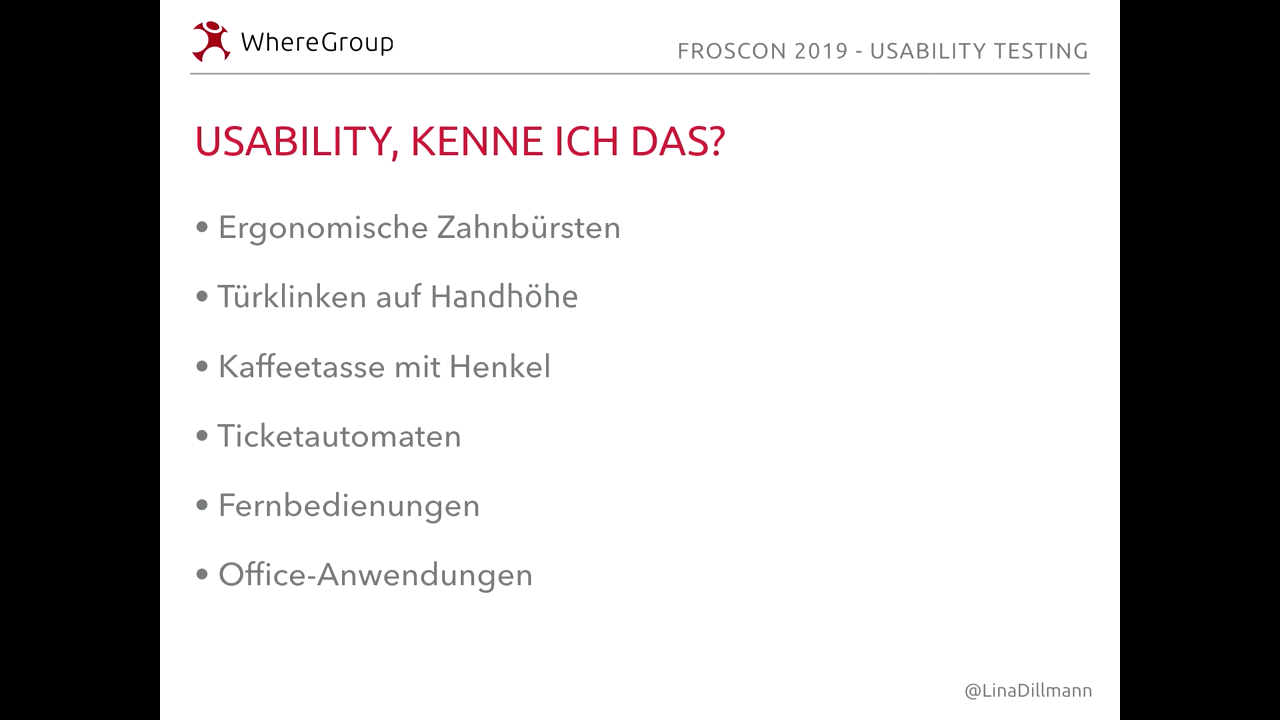 WhereGroup
FROSCON 2019 - USABILITY TESTING
USABILITY, KENNE ICH DAS?
• Ergonomische Zahnbürsten
• Türklinken auf Handhöhe
• Kaffeetasse mit Henkel
• Ticketautomaten
• Fernbedienungen
• Office-Anwendungen
@LinaDillmann